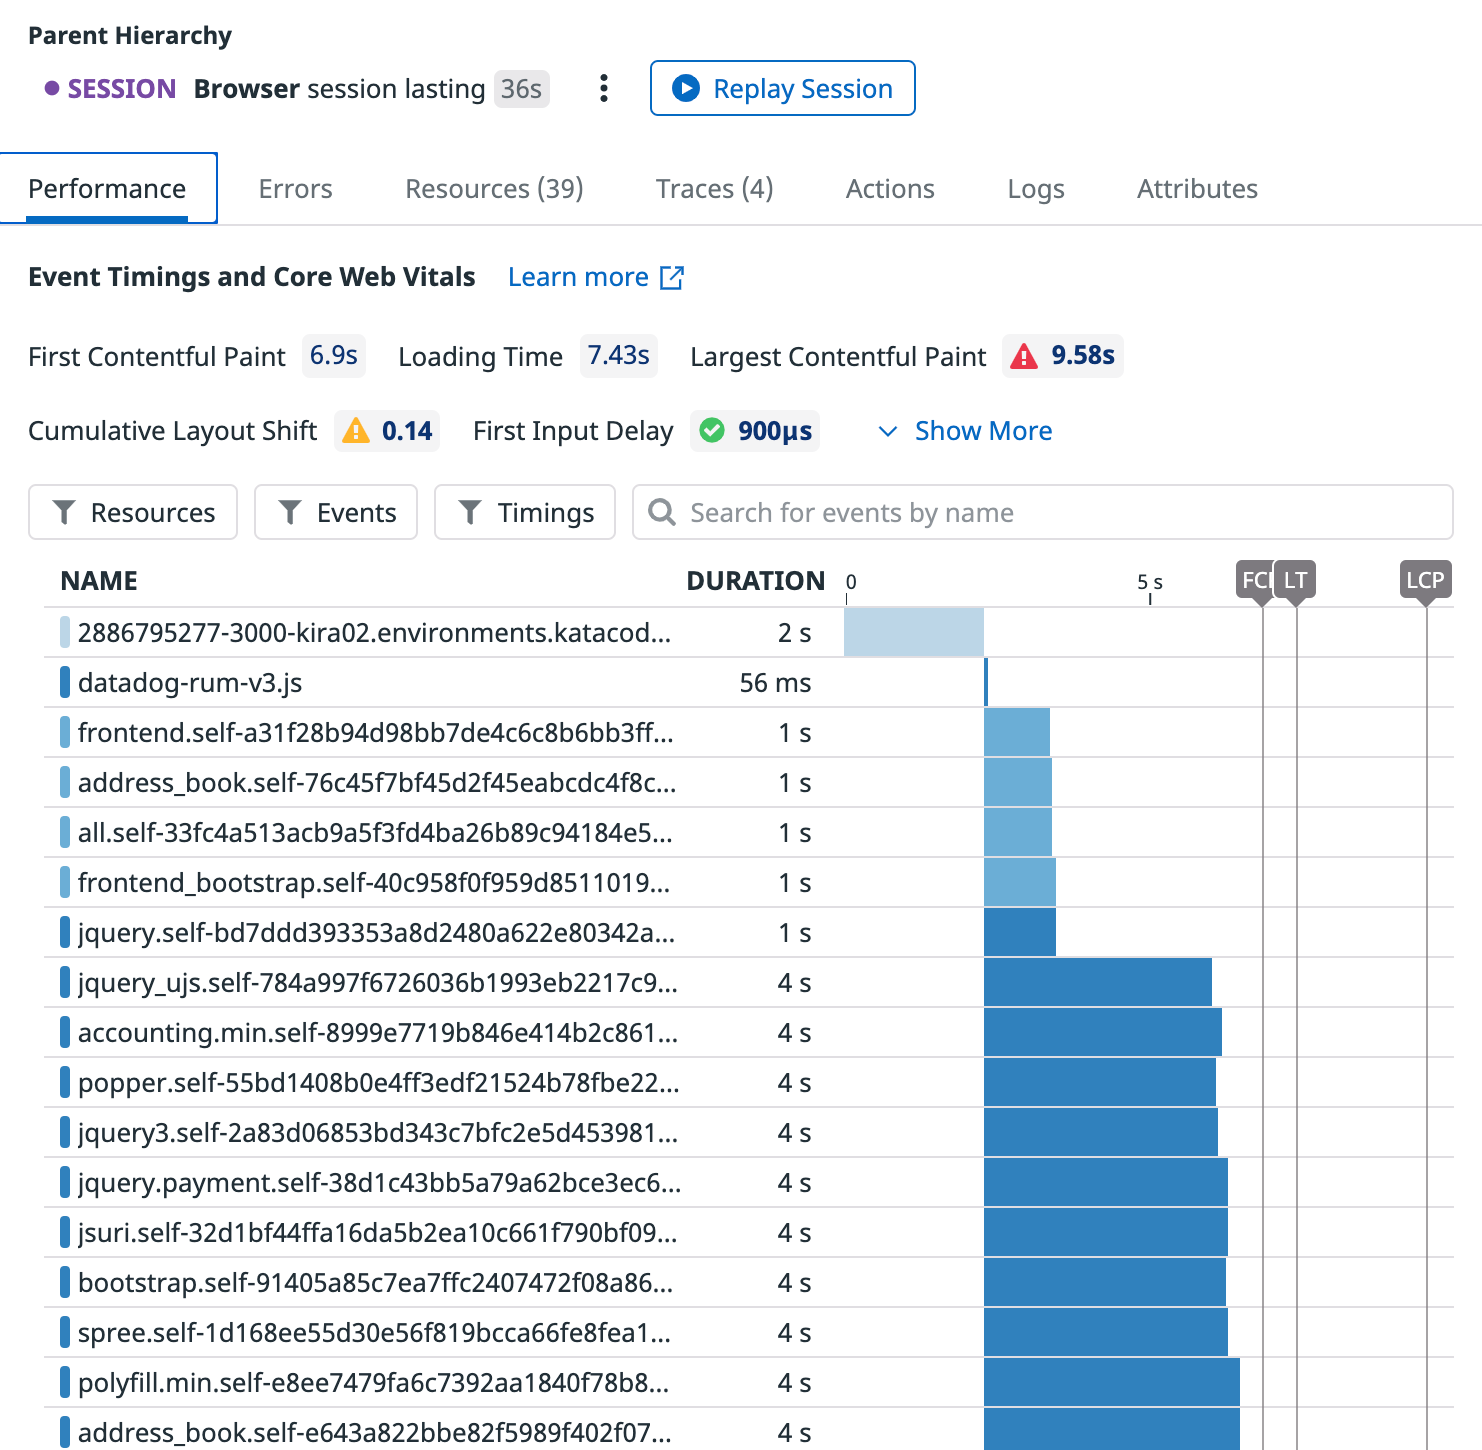 Parent Hierarchy
SESSION Browser session lasting 36s Replay Session
Performance Errors Resources (39) Traces (4) Actions Logs Attributes
Event Timings and Core Web Vitals Learn more
First Contentful Paint 6.9s Loading Time 7.43s Largest Contentful Paint 9.58s
Cumulative Layout Shift 0.14 First Input Delay 900µs Show More
Resources Events Timings Search for events by name
NAME DURATION 0 5 s FC LT LCP
2886795277-3000-kira02.environments.katacod... 2 s
datadog-rum-v3.js 56 ms
frontend.self-a31f28b94d98bb7de4c6c8b6bb3ff... 1 s
address_book.self-76c45f7bf45d2f45eabcdc4f8c... 1 s
all.self-33fc4a513acb9a5f3fd4ba26b89c94184e5... 1 s
frontend_bootstrap.self-40c958f0f959d8511019... 1 s
jquery.self-bd7ddd393353a8d2480a622e80342a... 1 s
jquery_ujs.self-784a997f6726036b1993eb2217c9... 4 s
accounting.min.self-8999e7719b846e414b2c861... 4 s
popper.self-55bd1408b0e4ff3edf21524b78fbe22... 4 s
jquery3.self-2a83d06853bd343c7bfc2e5d453981... 4 s
jquery.payment.self-38d1c43bb5a79a62bce3ec6... 4 s
jsuri.self-32d1bf44ffa16da5b2ea10c661f790bf09... 4 s
bootstrap.self-91405a85c7ea7ffc2407472f08a86... 4 s
spree.self-1d168ee55d30e56f819bcca66fe8fea1... 4 s
polyfill.min.self-e8ee7479fa6c7392aa1840f78b8... 4 s
address_book.self-e643a822bbe82f5989f402f07... 4 s